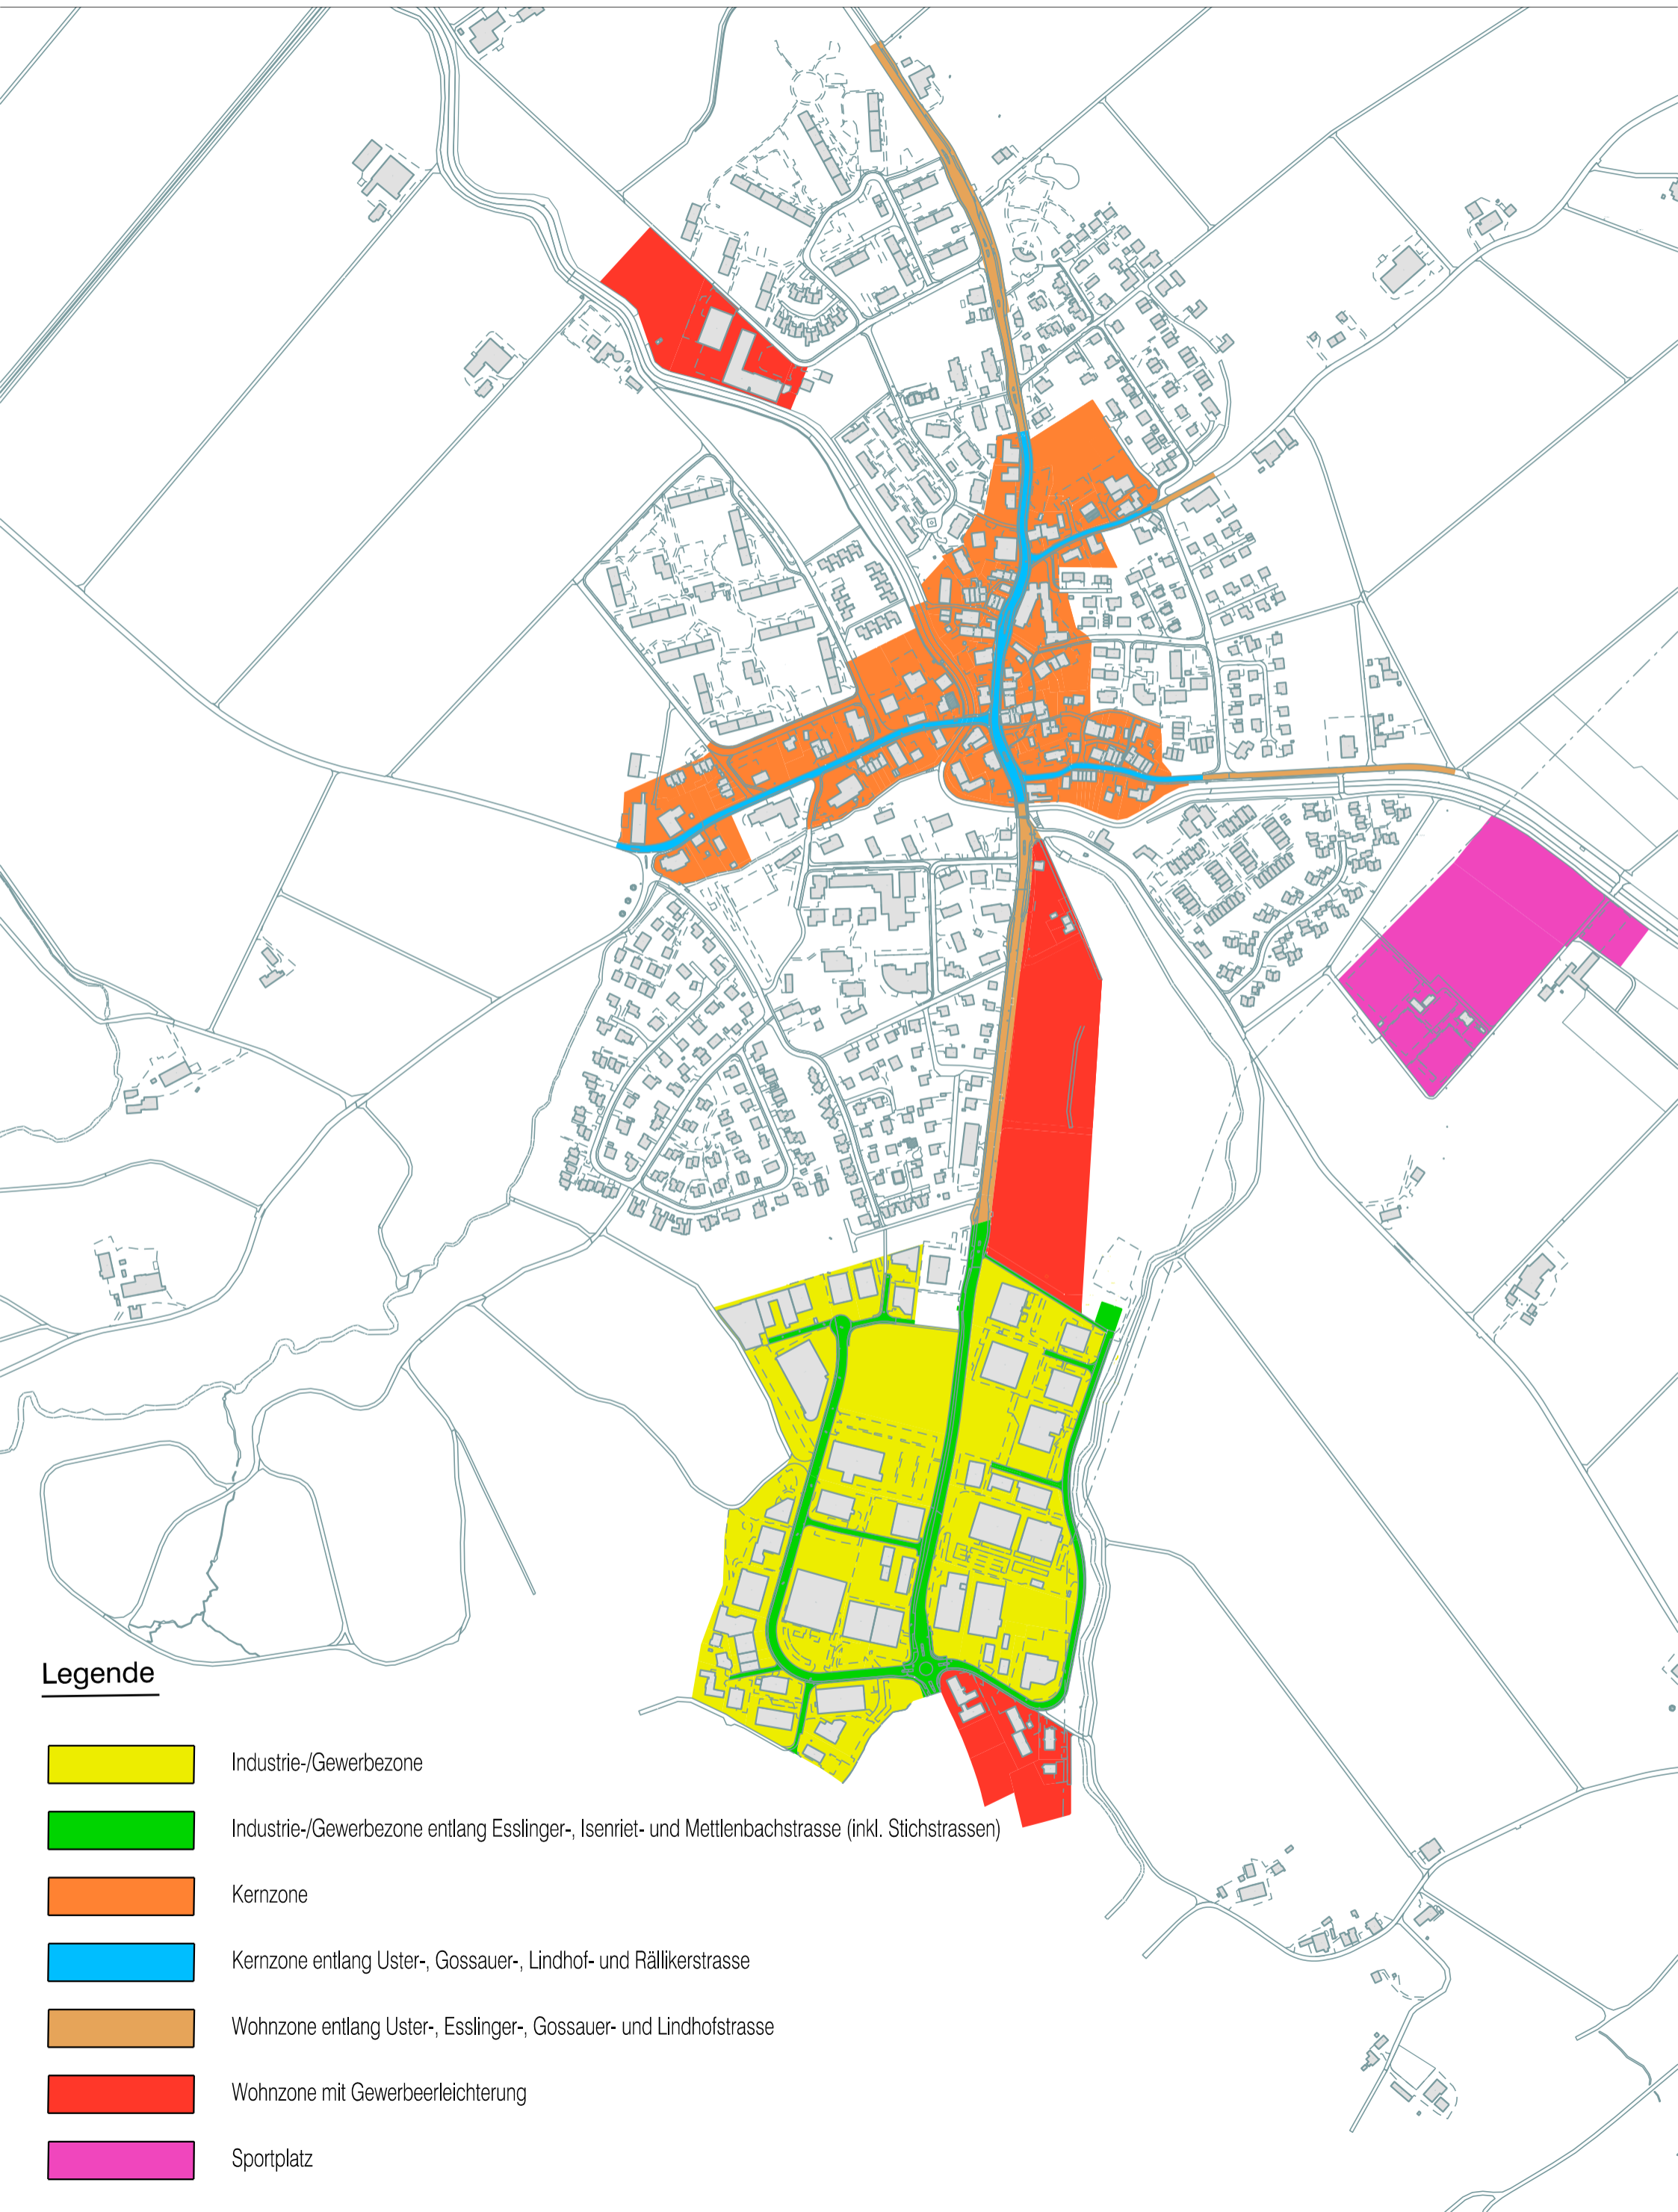 Legende
Industrie-/Gewerbezone
Industrie-/Gewerbezone entlang Esslinger-, Isenriet- und Mettlenbachstrasse (inkl. Stichstrassen)
Kernzone
Kernzone entlang Uster-, Gossauer-, Lindhof- und Rällikerstrasse
Wohnzone entlang Uster-, Esslinger-, Gossauer- und Lindhofstrasse
Wohnzone mit Gewerbeerleichterung
Sportplatz